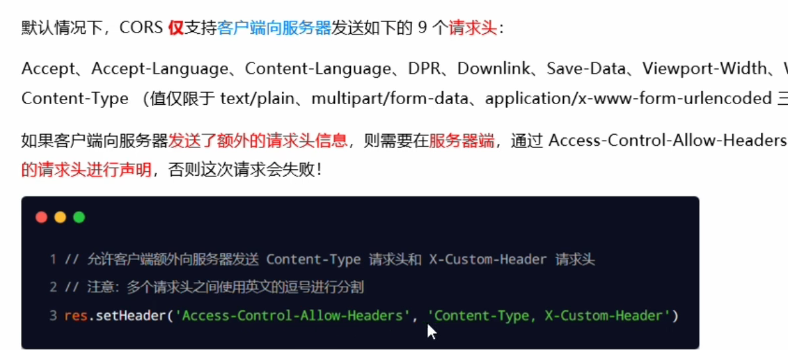 默认情况下，CORS 仅支持客户端向服务器发送如下的 9 个请求头：
Accept、Accept-Language、Content-Language、DPR、Downlink、Save-Data、Viewport-Width、
Content-Type （值仅限于 text/plain、multipart/form-data、application/x-www-form-urlencoded 三
如果客户端向服务器发送了额外的请求头信息，则需要在服务器端，通过 Access-Control-Allow-Headers
的请求头进行声明，否则这次请求会失败！
1 // 允许客户端额外向服务器发送 Content-Type 请求头和 X-Custom-Header 请求头
2 // 注意：多个请求头之间使用英文的逗号进行分割
3 res.setHeader('Access-Control-Allow-Headers', 'Content-Type, X-Custom-Header')